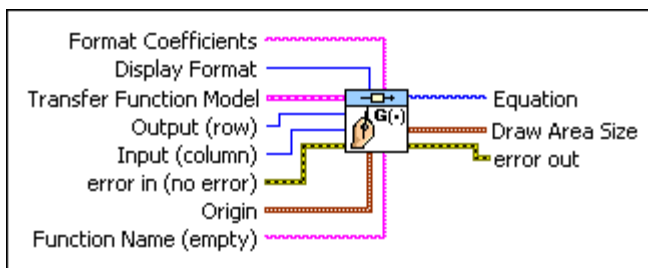 Format Coefficients
Display Format
Transfer Function Model
Output (row)
Input (column)
error in (no error)
Origin
Function Name (empty)
G(·)
Equation
Draw Area Size
error out